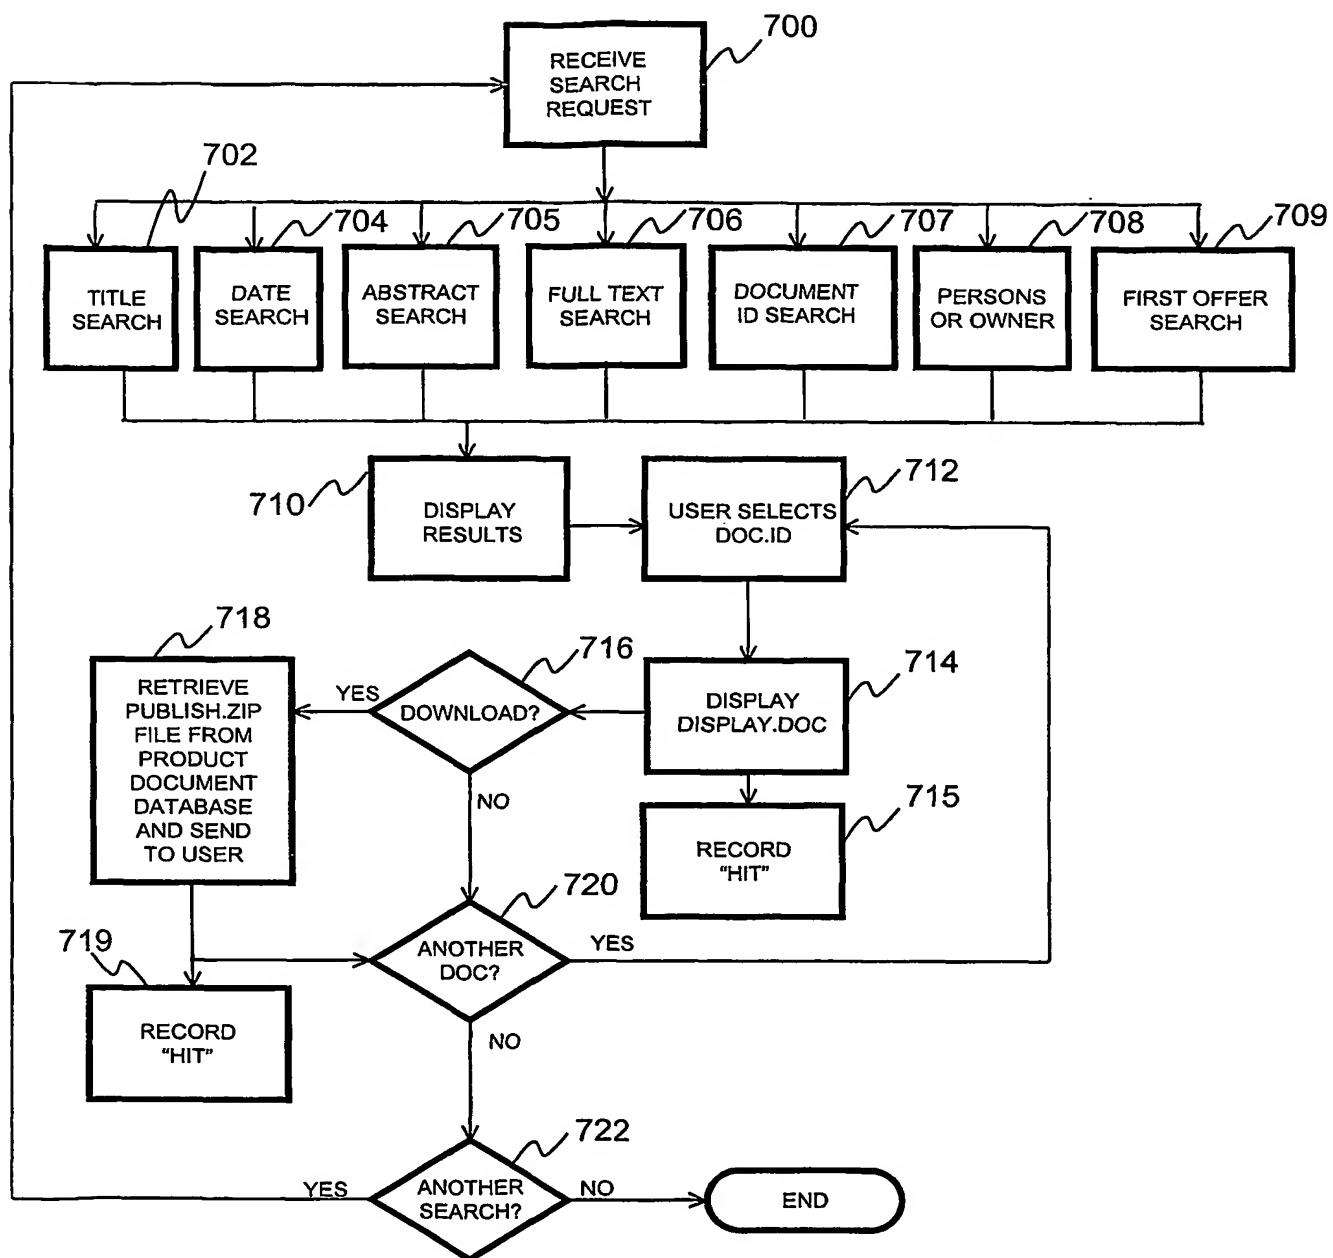 700
RECEIVE
SEARCH
REQUEST
702
704
705
706
707
708
709
TITLE
SEARCH
DATE
SEARCH
ABSTRACT
SEARCH
FULL TEXT
SEARCH
DOCUMENT
ID SEARCH
PERSONS
OR OWNER
FIRST OFFER
SEARCH
710
DISPLAY
RESULTS
712
USER SELECTS
DOC.ID
718
RETRIEVE
PUBLISH.ZIP
FILE FROM
PRODUCT
DOCUMENT
DATABASE
AND SEND
TO USER
YES
716
DOWNLOAD?
NO
714
DISPLAY
DISPLAY.DOC
715
RECORD
"HIT"
719
RECORD
"HIT"
720
ANOTHER
DOC?
YES
NO
722
YES
ANOTHER
SEARCH?
NO
END